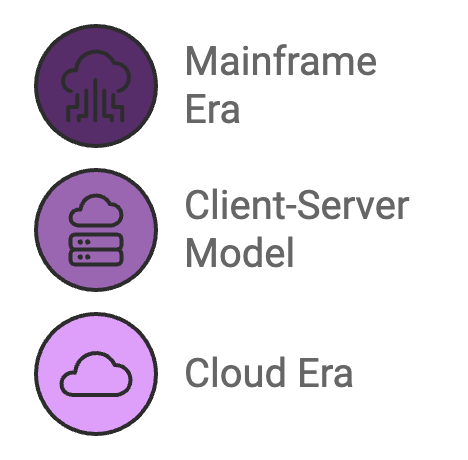 Mainframe
Era
Client-Server
Model
Cloud Era